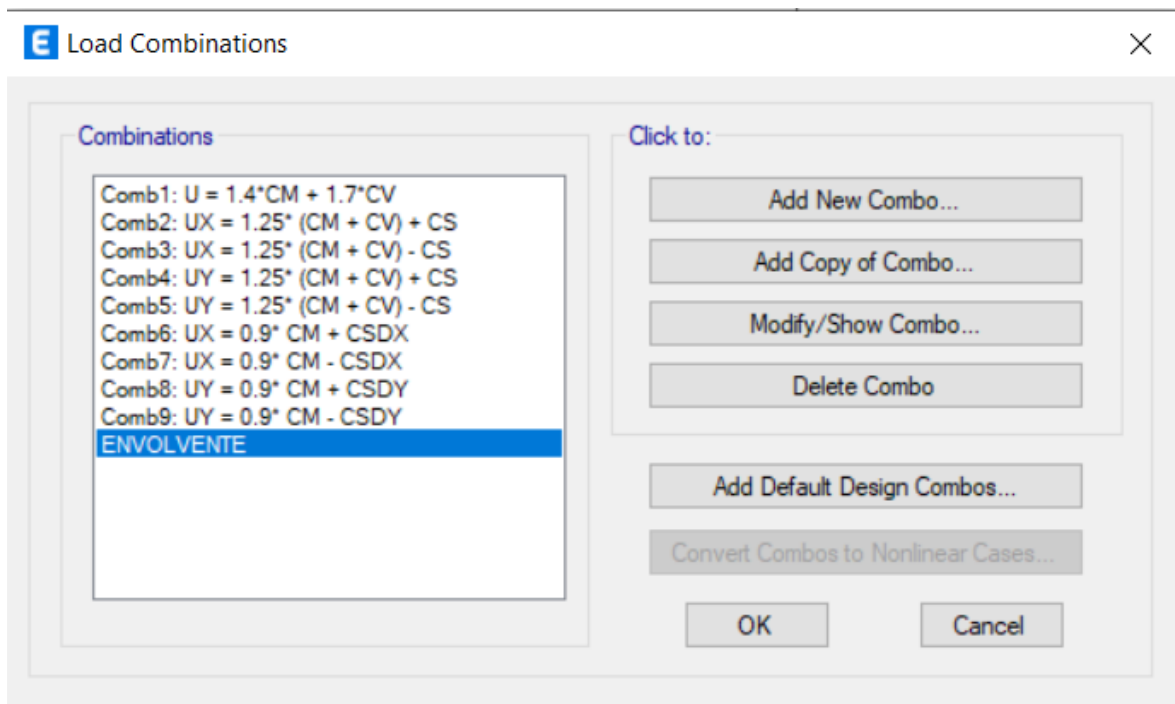 Load Combinations
Combinations
Comb1: U = 1.4*CM + 1.7*CV
Comb2: UX = 1.25* (CM + CV) + CS
Comb3: UX = 1.25* (CM + CV) - CS
Comb4: UY = 1.25* (CM + CV) + CS
Comb5: UY = 1.25* (CM + CV) - CS
Comb6: UX = 0.9* CM + CSDX
Comb7: UX = 0.9* CM - CSDX
Comb8: UY = 0.9* CM + CSDY
Comb9: UY = 0.9* CM - CSDY
ENVOLVENTE
Click to:
Add New Combo...
Add Copy of Combo...
Modify/Show Combo...
Delete Combo
Add Default Design Combos...
Convert Combos to Nonlinear Cases...
OK
Cancel